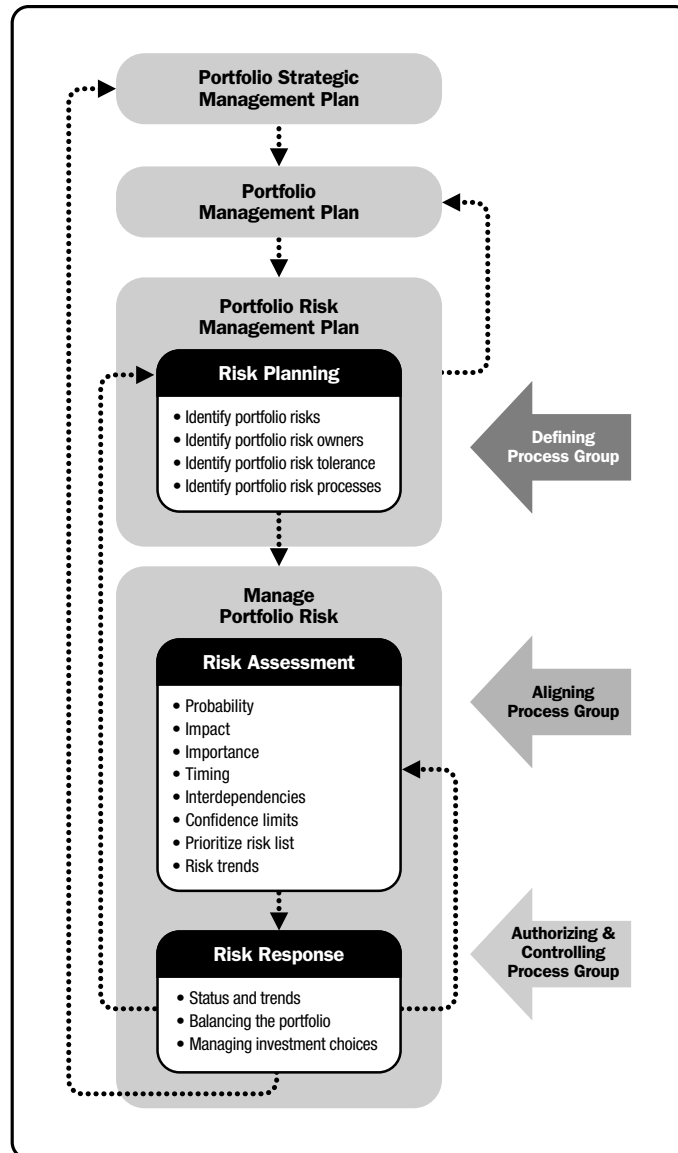 Portfolio Strategic
Management Plan
Portfolio
Management Plan
Portfolio Risk
Management Plan
Risk Planning
• Identify portfolio risks
• Identify portfolio risk owners
• Identify portfolio risk tolerance
• Identify portfolio risk processes
Defining
Process Group
Manage
Portfolio Risk
Risk Assessment
• Probability
• Impact
• Importance
• Timing
• Interdependencies
• Confidence limits
• Prioritize risk list
• Risk trends
Aligning
Process Group
Risk Response
• Status and trends
• Balancing the portfolio
• Managing investment choices
Authorizing &
Controlling
Process Group